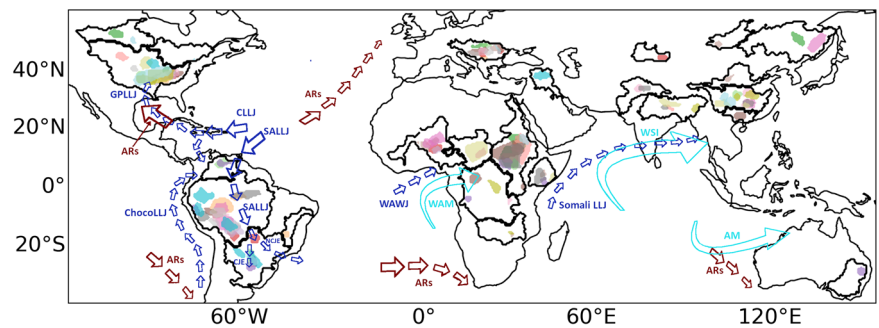 40°N
20°N
0°
20°S
60°W
0°
60°E
120°E
GPLLJ
ARs
CLLJ
SALLJ
ChocoLLJ
SALLJ
NCJE
CJE
ARs
ARs
WAWJ
WAM
ARs
WSI
Somali LLJ
AM
ARs